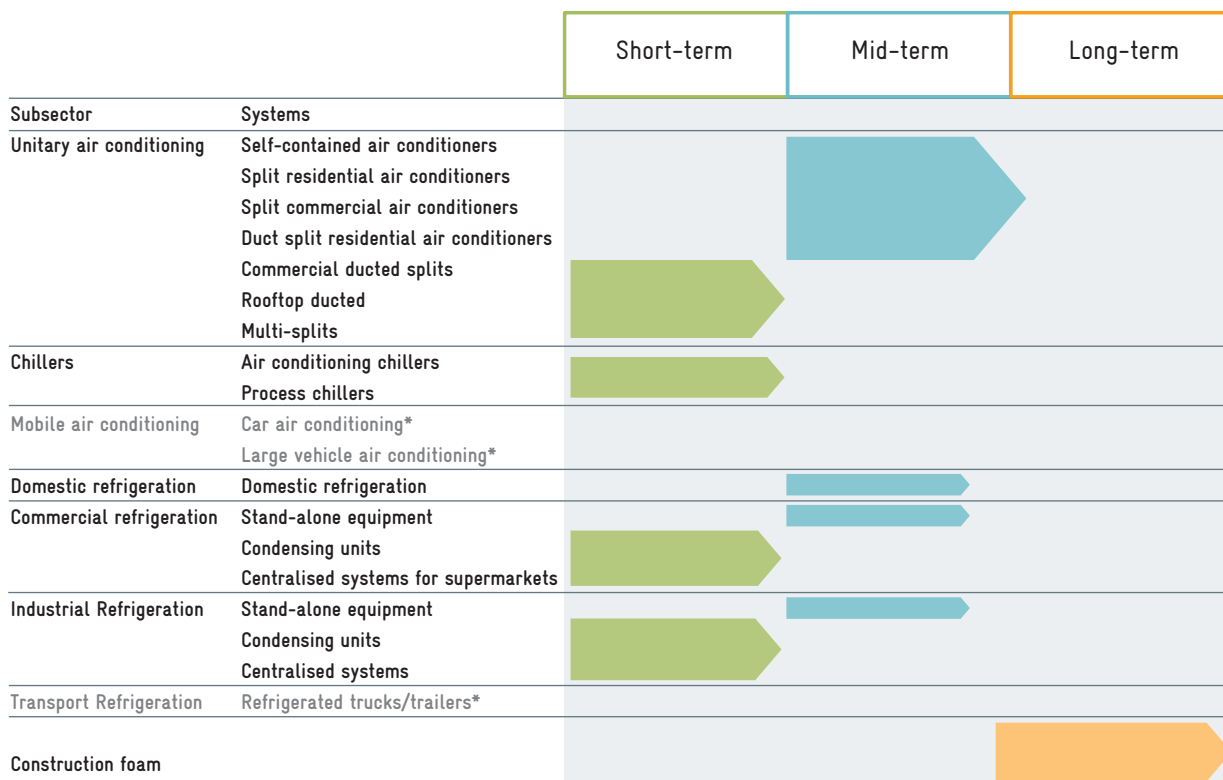 Short-term Mid-term Long-term
Subsector Systems
Unitary air conditioning Self-contained air conditioners
Split residential air conditioners
Split commercial air conditioners
Duct split residential air conditioners
Commercial ducted splits
Rooftop ducted
Multi-splits
Chillers Air conditioning chillers
Process chillers
Mobile air conditioning Car air conditioning*
Large vehicle air conditioning*
Domestic refrigeration Domestic refrigeration
Commercial refrigeration Stand-alone equipment
Condensing units
Centralised systems for supermarkets
Industrial Refrigeration Stand-alone equipment
Condensing units
Centralised systems
Transport Refrigeration Refrigerated trucks/trailers*
Construction foam